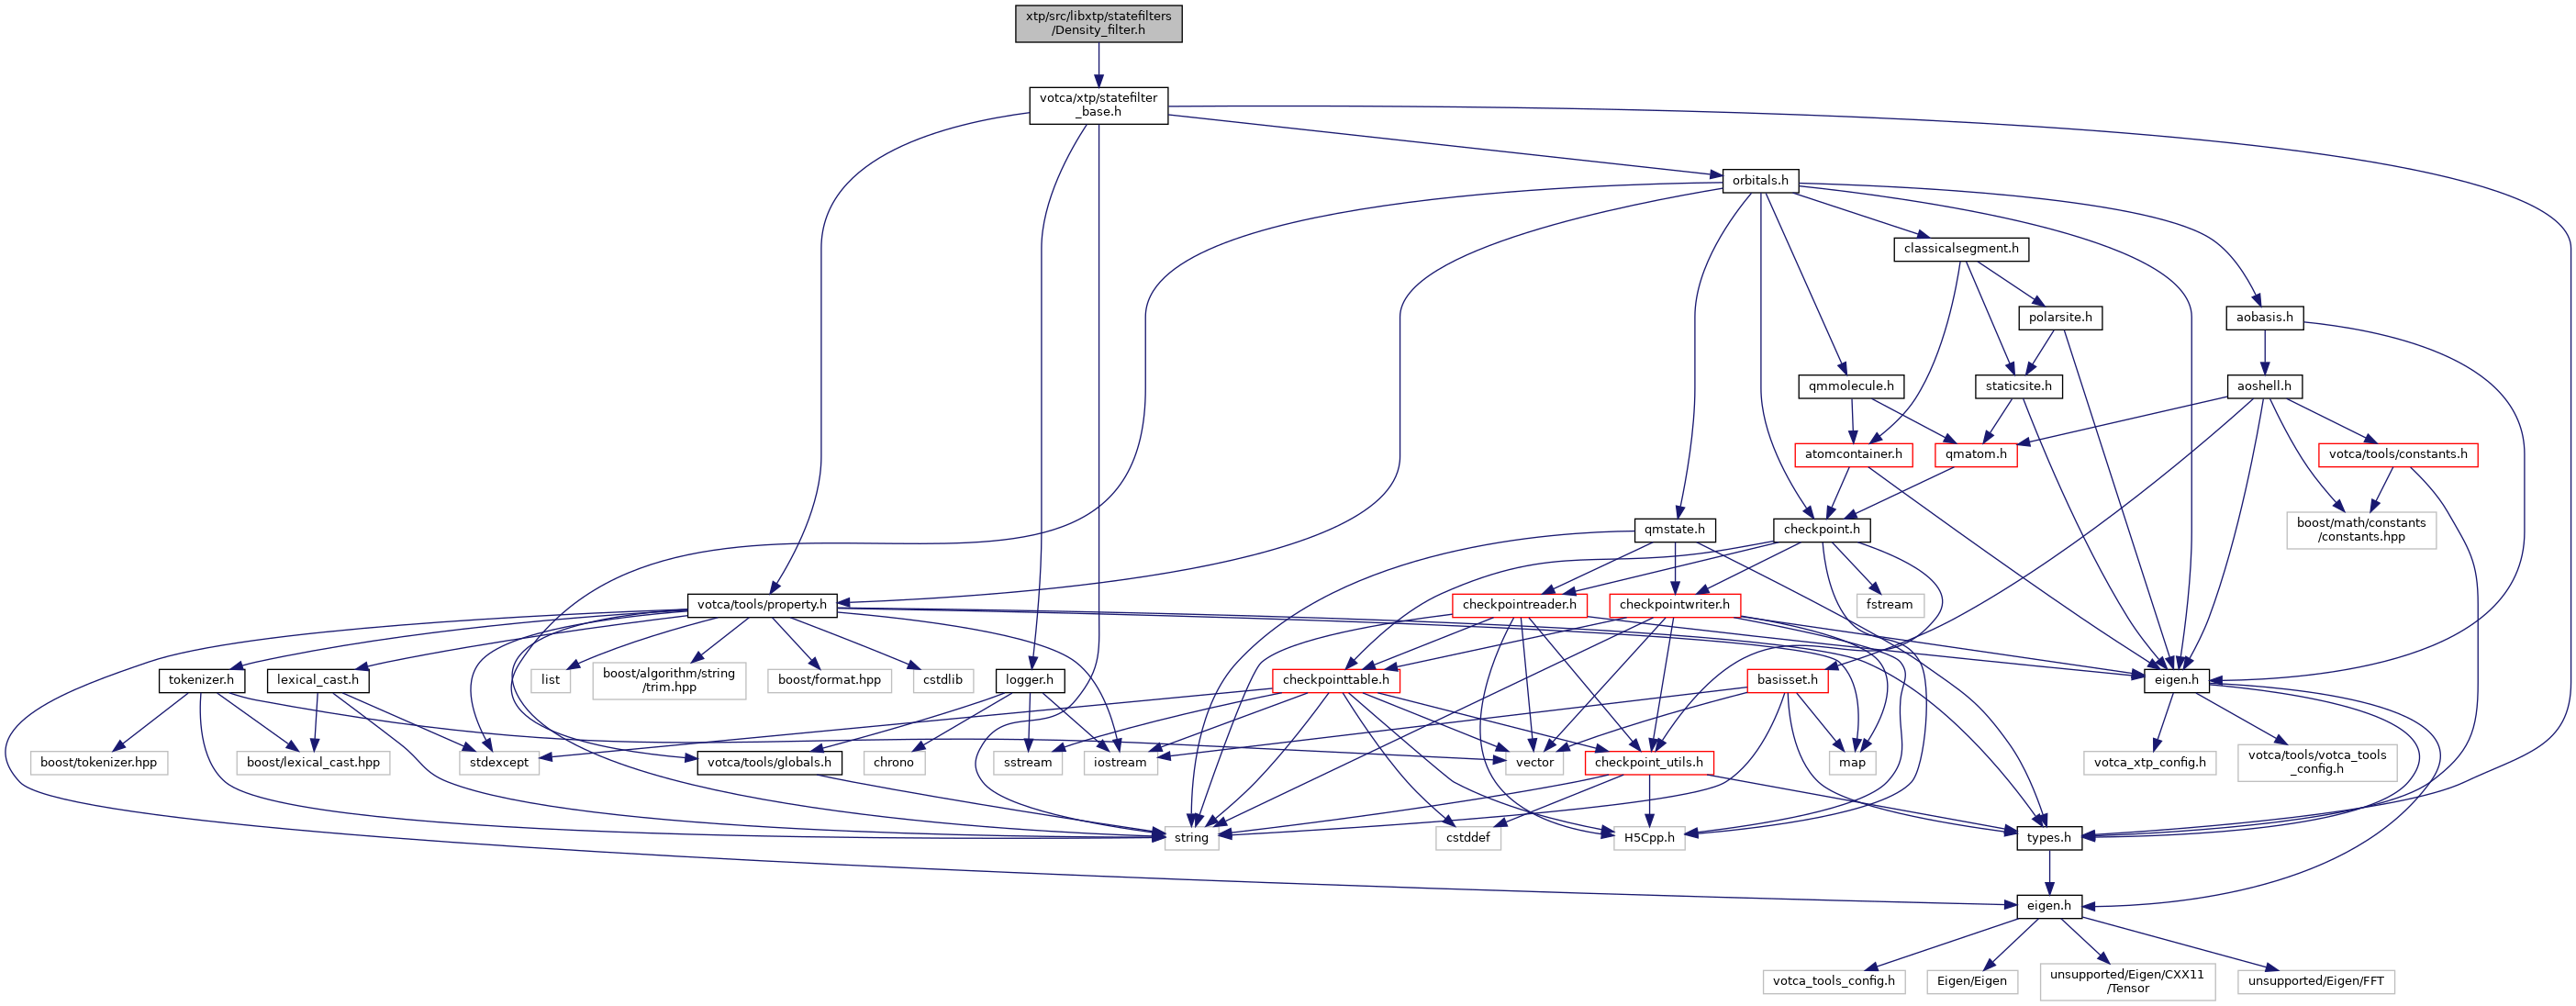 xtp/src/libxtp/statefilters
/Density_filter.h
votca/xtp/statefilter
_base.h
orbitals.h
classicalsegment.h
polarsite.h
aobasis.h
qmmolecule.h
staticsite.h
aoshell.h
atomcontainer.h
qmatom.h
votca/tools/constants.h
qmstate.h
checkpoint.h
boost/math/constants
/constants.hpp
votca/tools/property.h
checkpointreader.h
checkpointwriter.h
fstream
tokenizer.h
lexical_cast.h
list
boost/algorithm/string
/trim.hpp
boost/format.hpp
cstdlib
logger.h
checkpointtable.h
basisset.h
eigen.h
boost/tokenizer.hpp
boost/lexical_cast.hpp
stdexcept
votca/tools/globals.h
chrono
sstream
iostream
vector
checkpoint_utils.h
map
votca_xtp_config.h
votca/tools/votca_tools
_config.h
string
cstddef
H5Cpp.h
types.h
eigen.h
votca_tools_config.h
Eigen/Eigen
unsupported/Eigen/CXX11
/Tensor
unsupported/Eigen/FFT